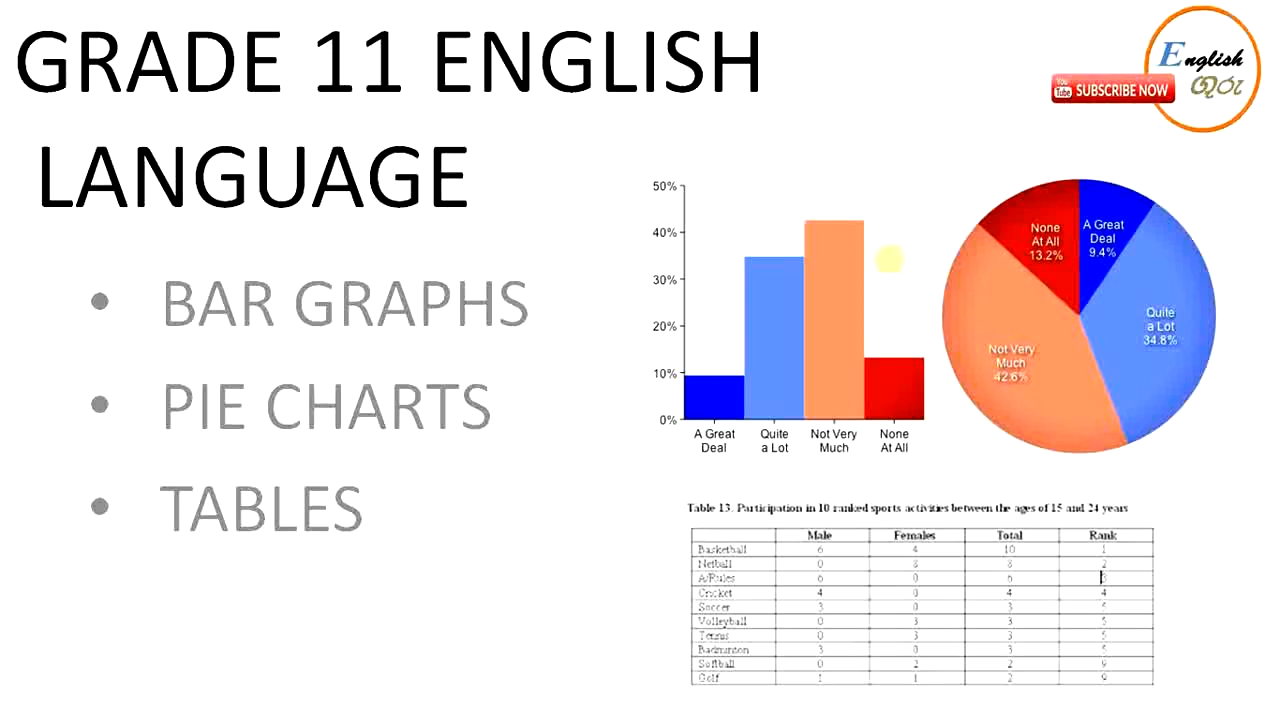 GRADE 11 ENGLISH
LANGUAGE
• BAR GRAPHS
• PIE CHARTS
• TABLES
You Tube SUBSCRIBE NOW
English
50%
40%
30%
20%
10%
0%
A Great Deal
Quite a Lot
Not Very Much
None At All
None
At All
13.2%
A Great
Deal
9.4%
Quite
a Lot
34.8%
Not Very
Much
42.6%
Table 13. Participation in 10 ranked sports activities between the ages of 15 and 24 years
Male Females Total Rank
Basketball 6 4 10 1
Netball 0 8 8 2
A/Rules 6 0 6 3
Cricket 4 0 4 4
Soccer 3 0 3 5
Volleyball 0 3 3 5
Tennis 0 3 3 5
Badminton 3 0 3 5
Softball 0 2 2 9
Golf 1 1 2 9